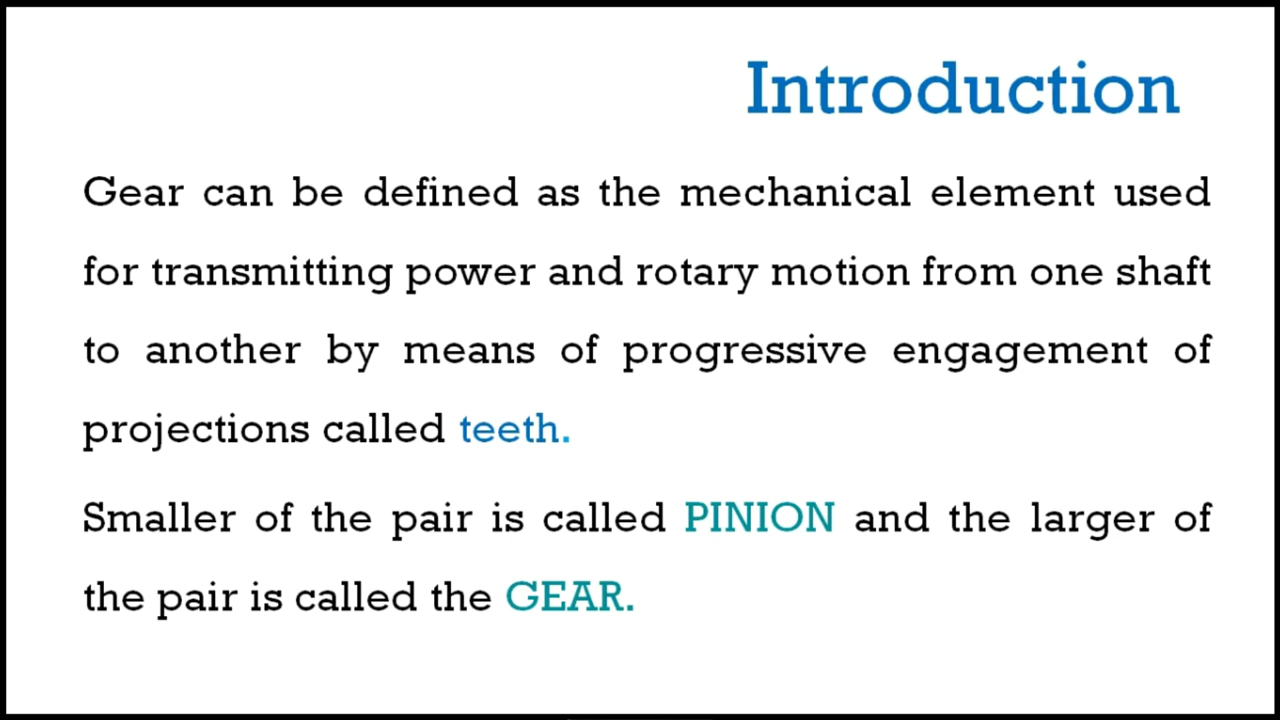 Introduction
Gear can be defined as the mechanical element used
for transmitting power and rotary motion from one shaft
to another by means of progressive engagement of
projections called teeth.
Smaller of the pair is called PINION and the larger of
the pair is called the GEAR.